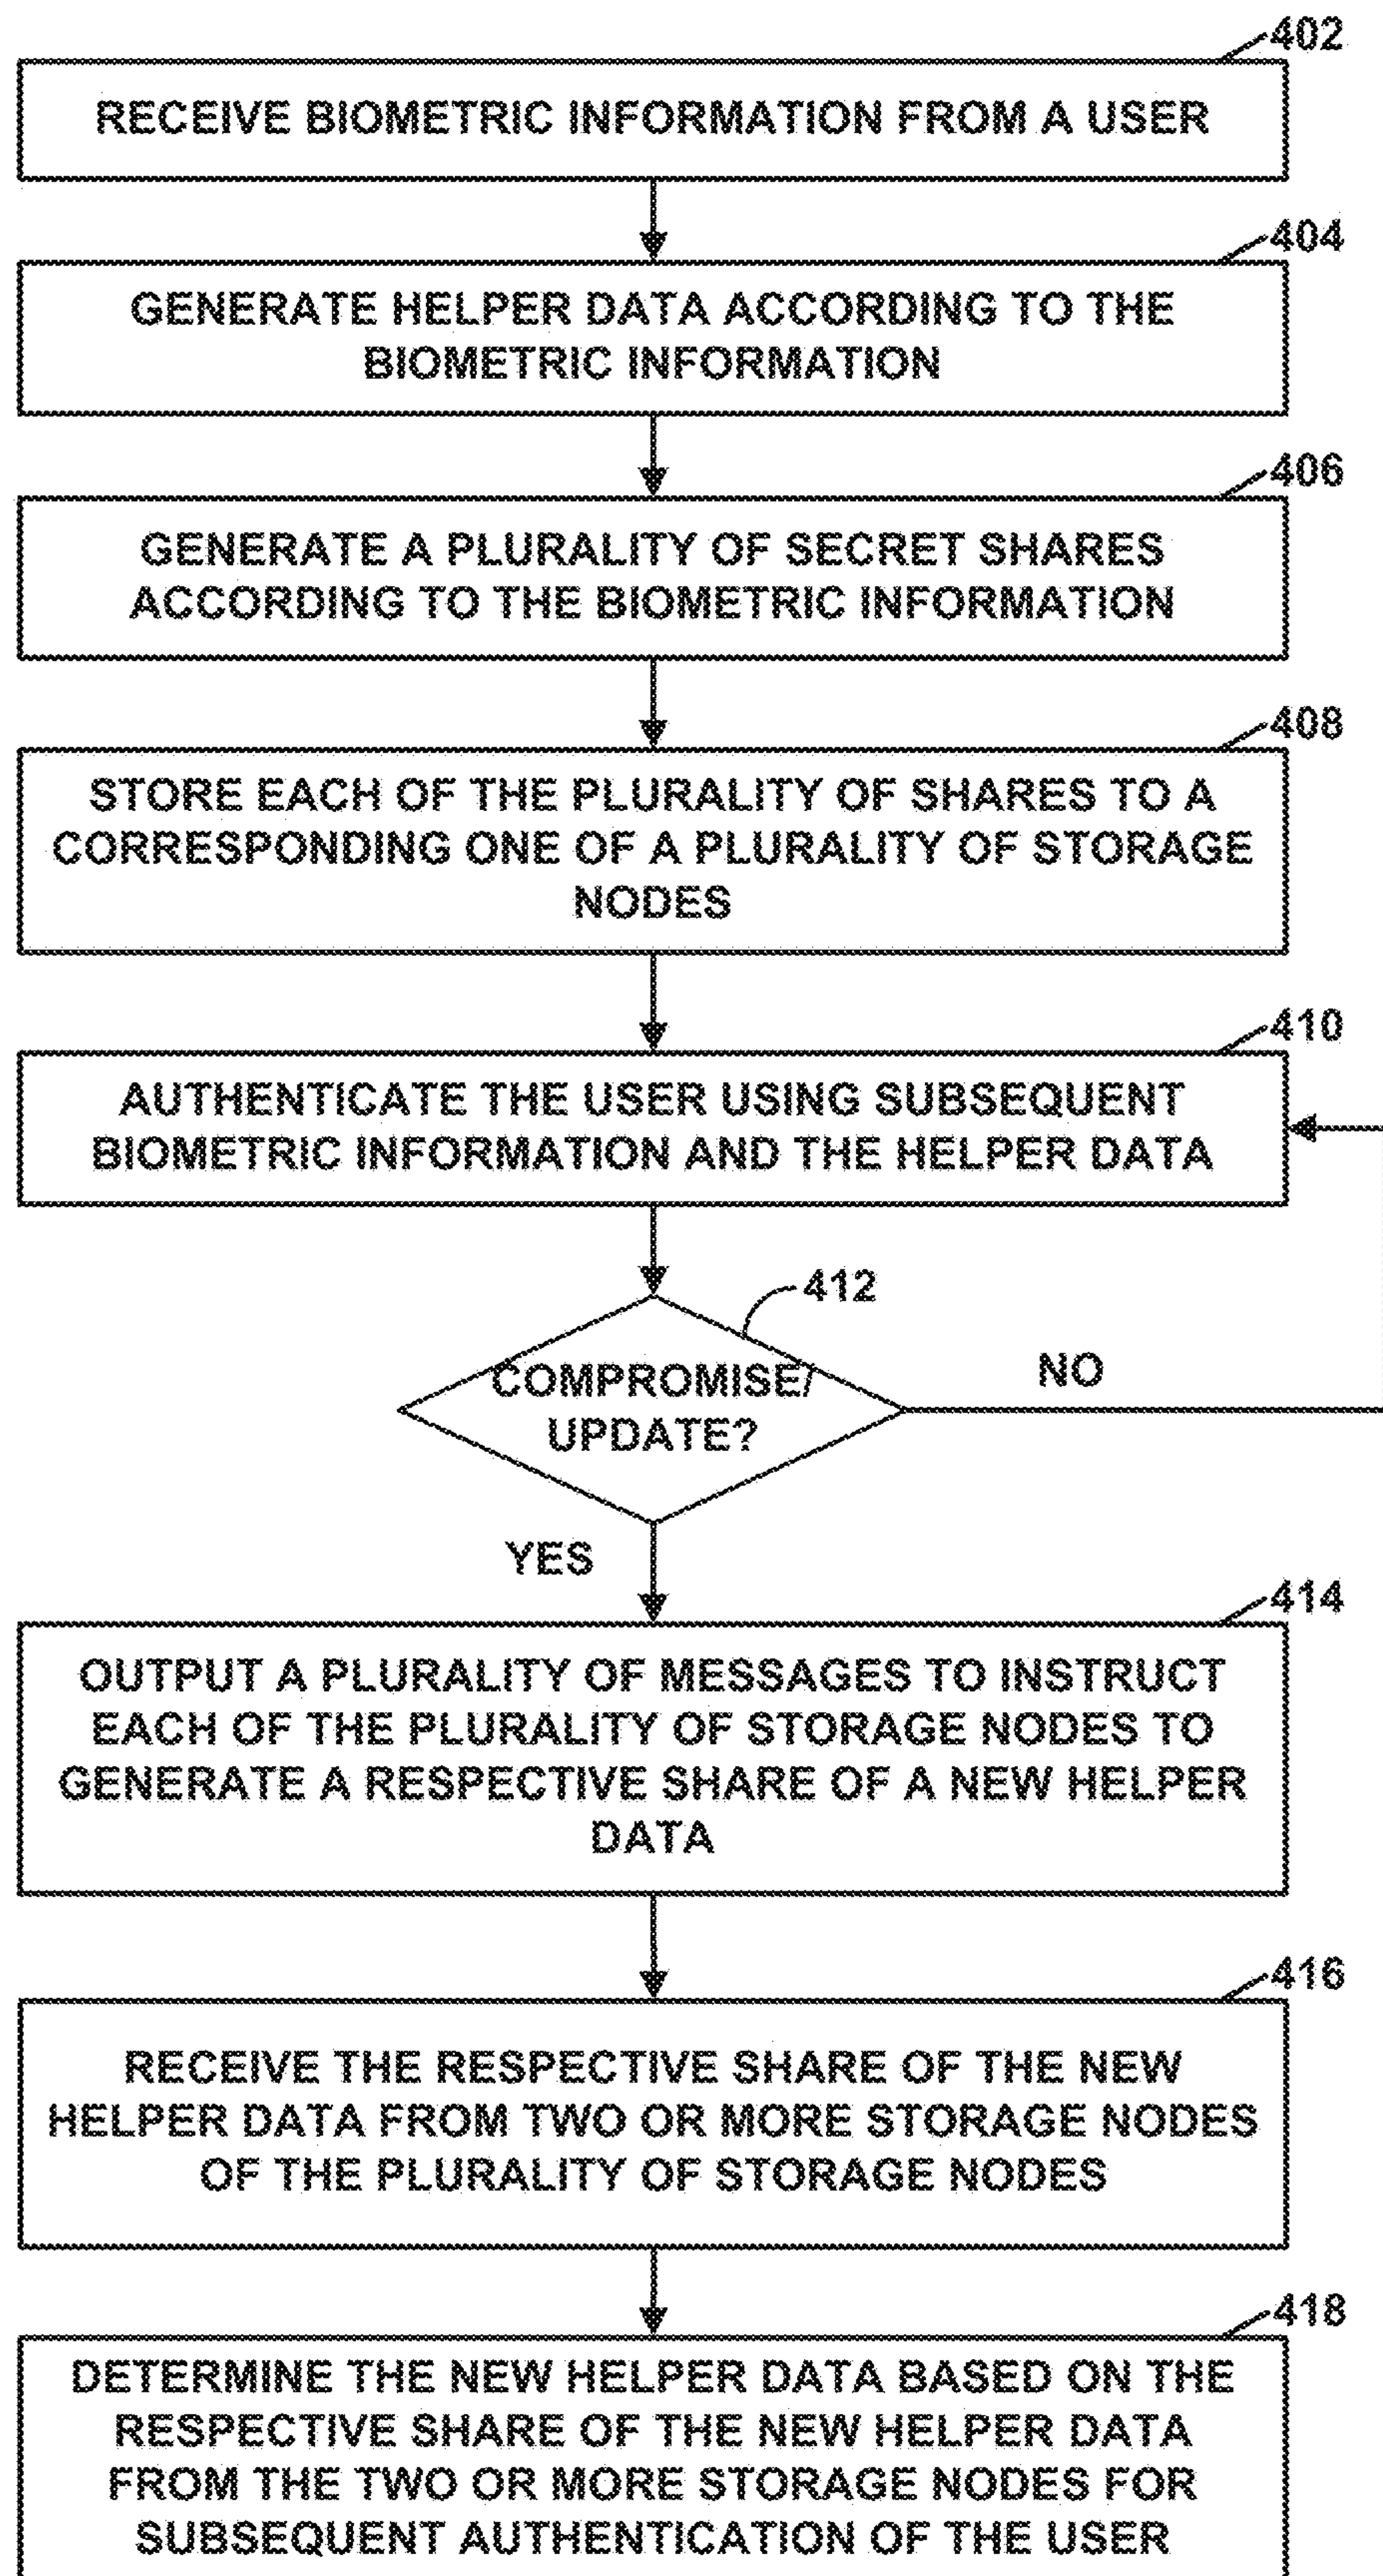 402
RECEIVE BIOMETRIC INFORMATION FROM A USER
404
GENERATE HELPER DATA ACCORDING TO THE
BIOMETRIC INFORMATION
406
GENERATE A PLURALITY OF SECRET SHARES
ACCORDING TO THE BIOMETRIC INFORMATION
408
STORE EACH OF THE PLURALITY OF SHARES TO A
CORRESPONDING ONE OF A PLURALITY OF STORAGE
NODES
410
AUTHENTICATE THE USER USING SUBSEQUENT
BIOMETRIC INFORMATION AND THE HELPER DATA
412
COMPROMISE/
UPDATE?
NO
YES
414
OUTPUT A PLURALITY OF MESSAGES TO INSTRUCT
EACH OF THE PLURALITY OF STORAGE NODES TO
GENERATE A RESPECTIVE SHARE OF A NEW HELPER
DATA
416
RECEIVE THE RESPECTIVE SHARE OF THE NEW
HELPER DATA FROM TWO OR MORE STORAGE NODES
OF THE PLURALITY OF STORAGE NODES
418
DETERMINE THE NEW HELPER DATA BASED ON THE
RESPECTIVE SHARE OF THE NEW HELPER DATA
FROM THE TWO OR MORE STORAGE NODES FOR
SUBSEQUENT AUTHENTICATION OF THE USER